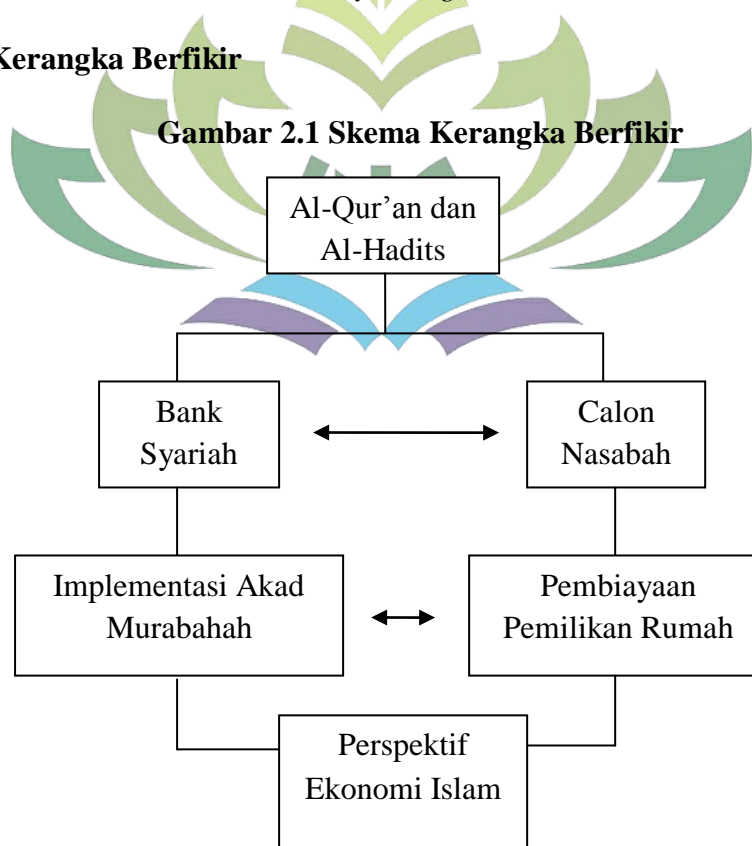 Kerangka Berfikir
Gambar 2.1 Skema Kerangka Berfikir
Al-Qur’an dan
Al-Hadits
Bank
Syariah
Calon
Nasabah
Implementasi Akad
Murabahah
Pembiayaan
Pemilikan Rumah
Perspektif
Ekonomi Islam